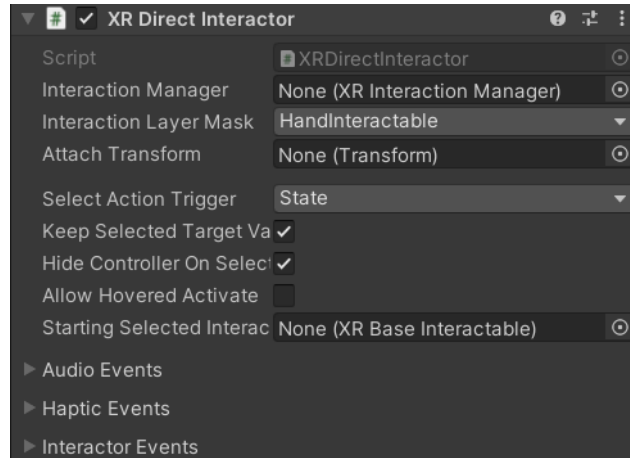 XR Direct Interactor
Script XRDirectInteractor
Interaction Manager None (XR Interaction Manager)
Interaction Layer Mask HandInteractable
Attach Transform None (Transform)
Select Action Trigger State
Keep Selected Target Va
Hide Controller On Select
Allow Hovered Activate
Starting Selected Interac None (XR Base Interactable)
Audio Events
Haptic Events
Interactor Events